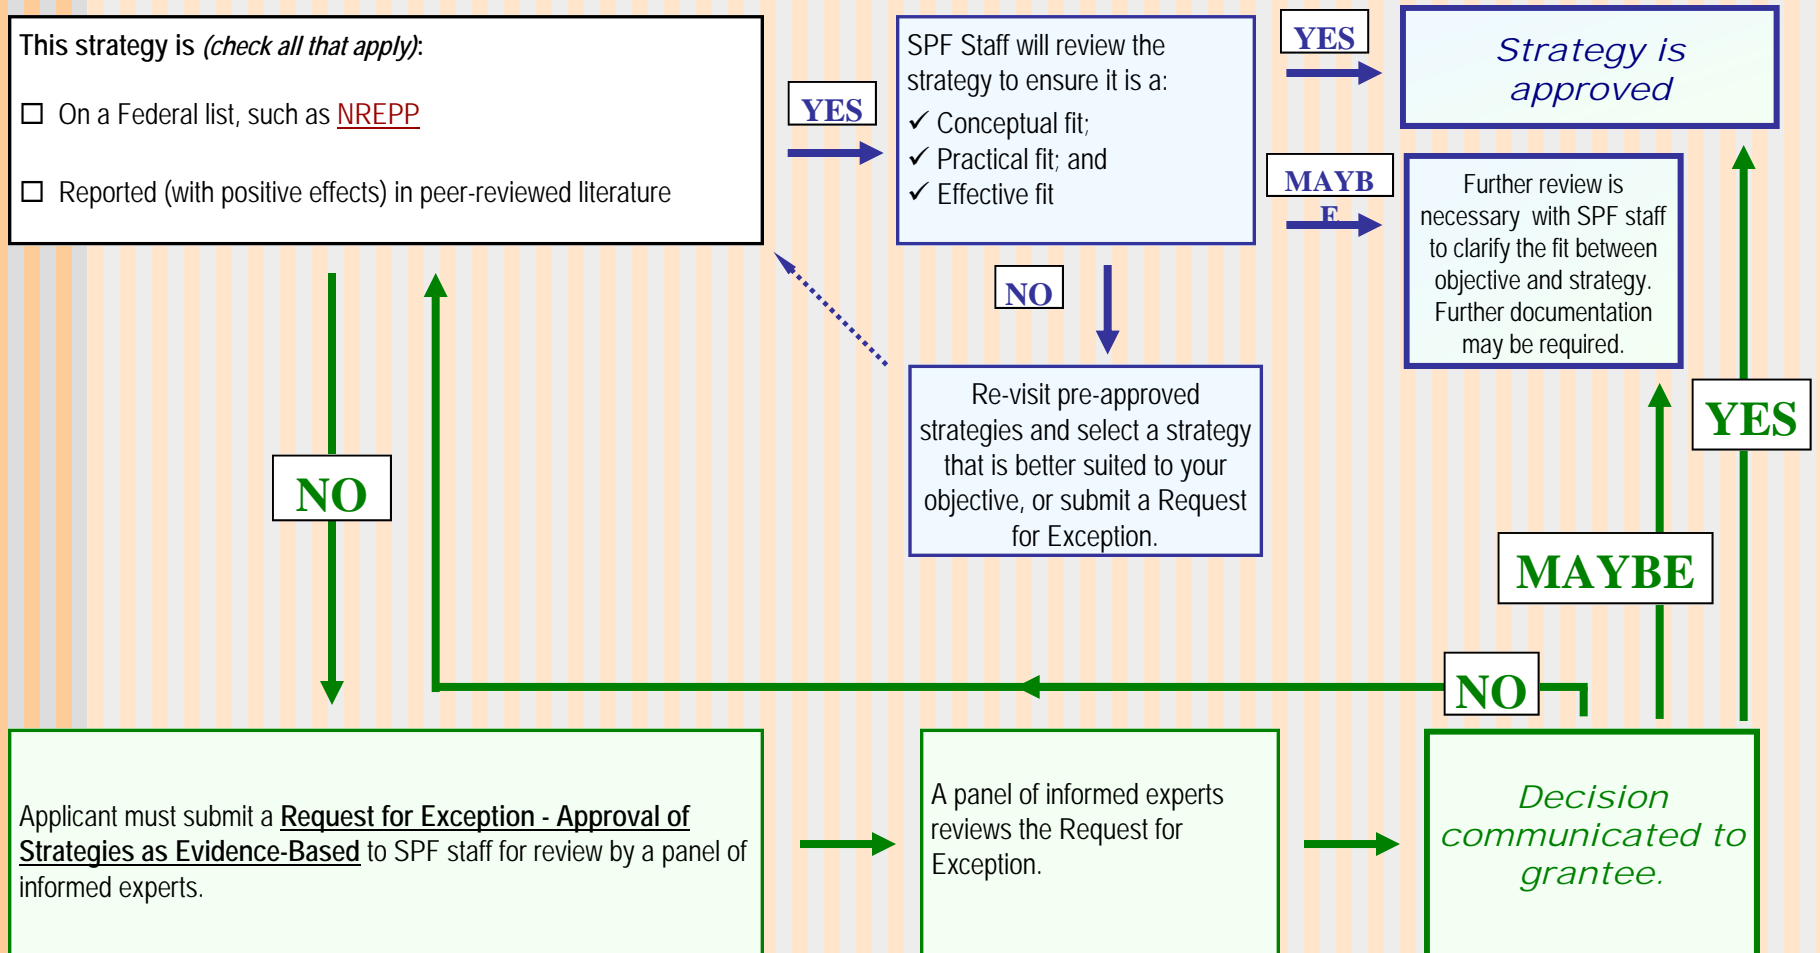 This strategy is (check all that apply):
☐ On a Federal list, such as NREPP
☐ Reported (with positive effects) in peer-reviewed literature
YES
SPF Staff will review the
strategy to ensure it is a:
✓ Conceptual fit;
✓ Practical fit; and
✓ Effective fit
YES
Strategy is
approved
MAYB
E
Further review is
necessary with SPF staff
to clarify the fit between
objective and strategy.
Further documentation
may be required.
NO
Re-visit pre-approved
strategies and select a strategy
that is better suited to your
objective, or submit a Request
for Exception.
NO
YES
MAYBE
NO
Applicant must submit a Request for Exception - Approval of
Strategies as Evidence-Based to SPF staff for review by a panel of
informed experts.
A panel of informed experts
reviews the Request for
Exception.
Decision
communicated to
grantee.